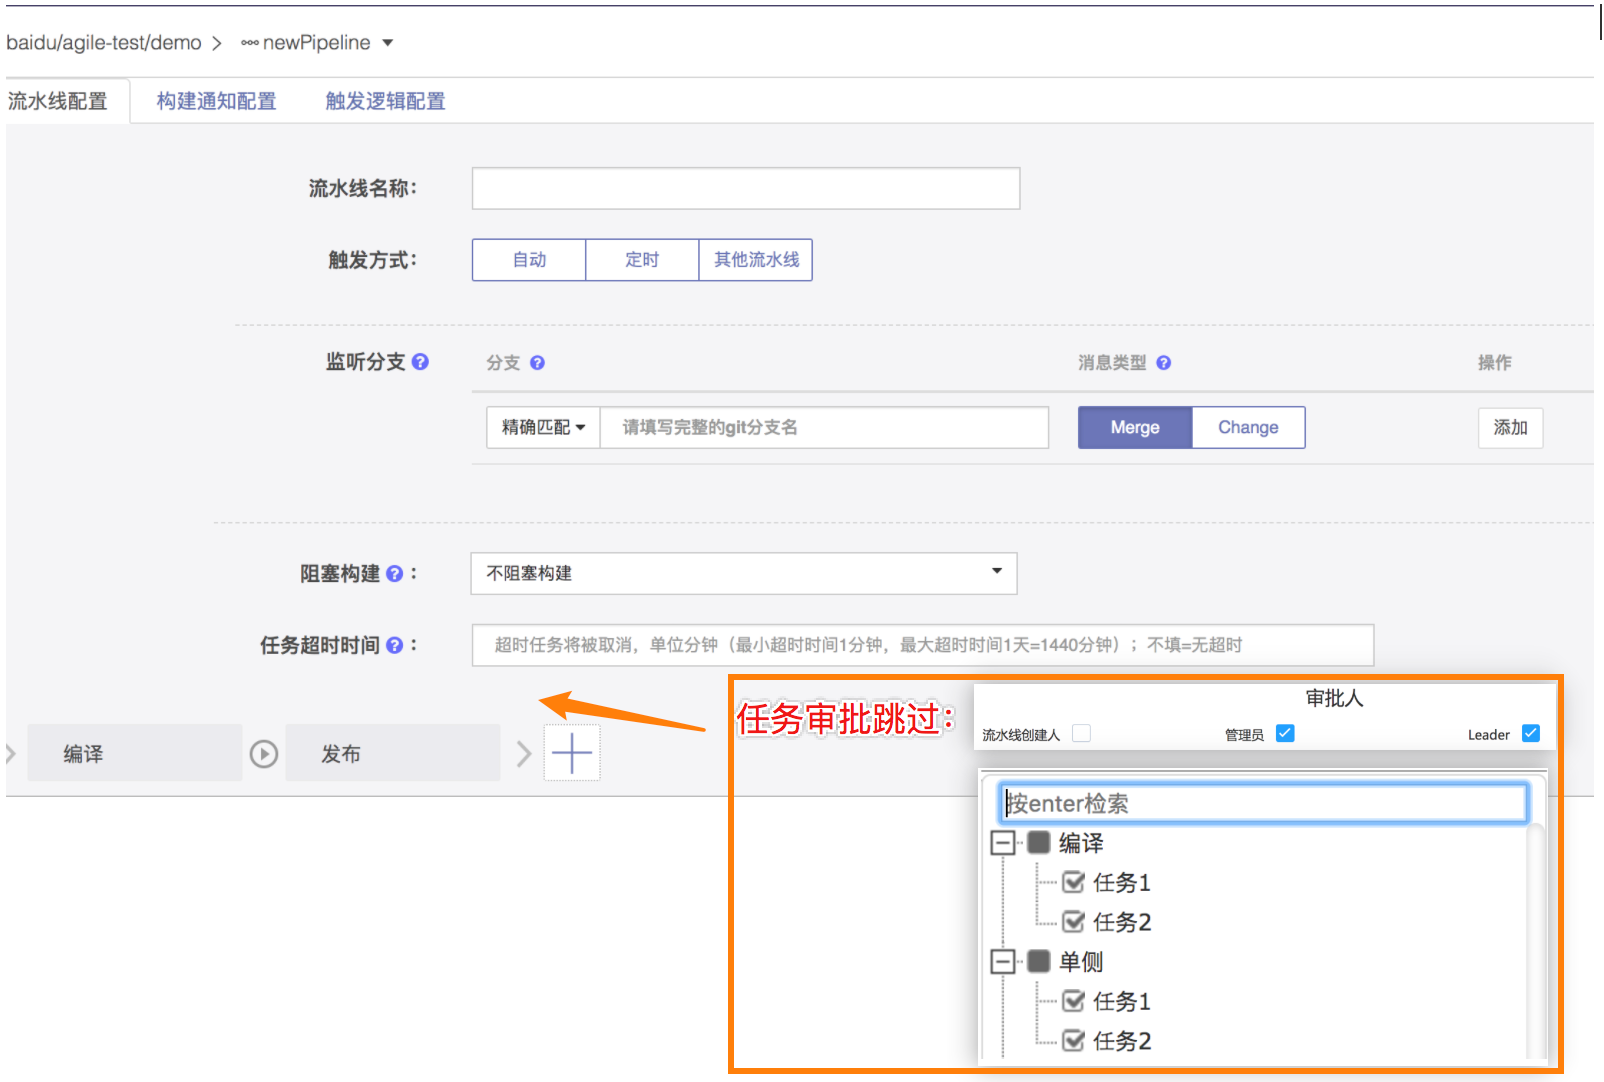 baidu/agile-test/demo > newPipeline
流水线配置 构建通知配置 触发逻辑配置
流水线名称：
触发方式： 自动 定时 其他流水线
监听分支 分支 消息类型 操作
精确匹配 请填写完整的git分支名 Merge Change 添加
阻塞构建： 不阻塞构建
任务超时时间： 超时任务将被取消，单位分钟（最小超时时间1分钟，最大超时时间1天=1440分钟）；不填=无超时
任务审批跳过：
审批人
流水线创建人 管理员 Leader
编译 发布
按enter检索
编译
任务1
任务2
单侧
任务1
任务2